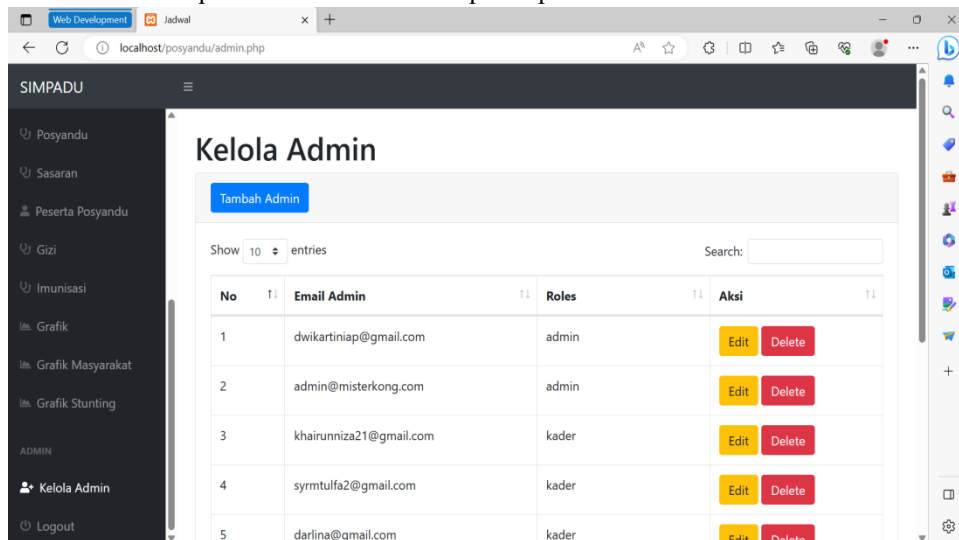 Web Development Jadwal
localhost/posyandu/admin.php
SIMPADU
Posyandu
Sasaran
Peserta Posyandu
Gizi
Imunisasi
Grafik
Grafik Masyarakat
Grafik Stunting
ADMIN
Kelola Admin
Logout
Kelola Admin
Tambah Admin
Show 10 entries Search:
No Email Admin Roles Aksi
1 dwikartiniap@gmail.com admin Edit Delete
2 admin@misterkong.com admin Edit Delete
3 khairunniza21@gmail.com kader Edit Delete
4 syrmtulfa2@gmail.com kader Edit Delete
5 darlina@gmail.com kader Edit Delete